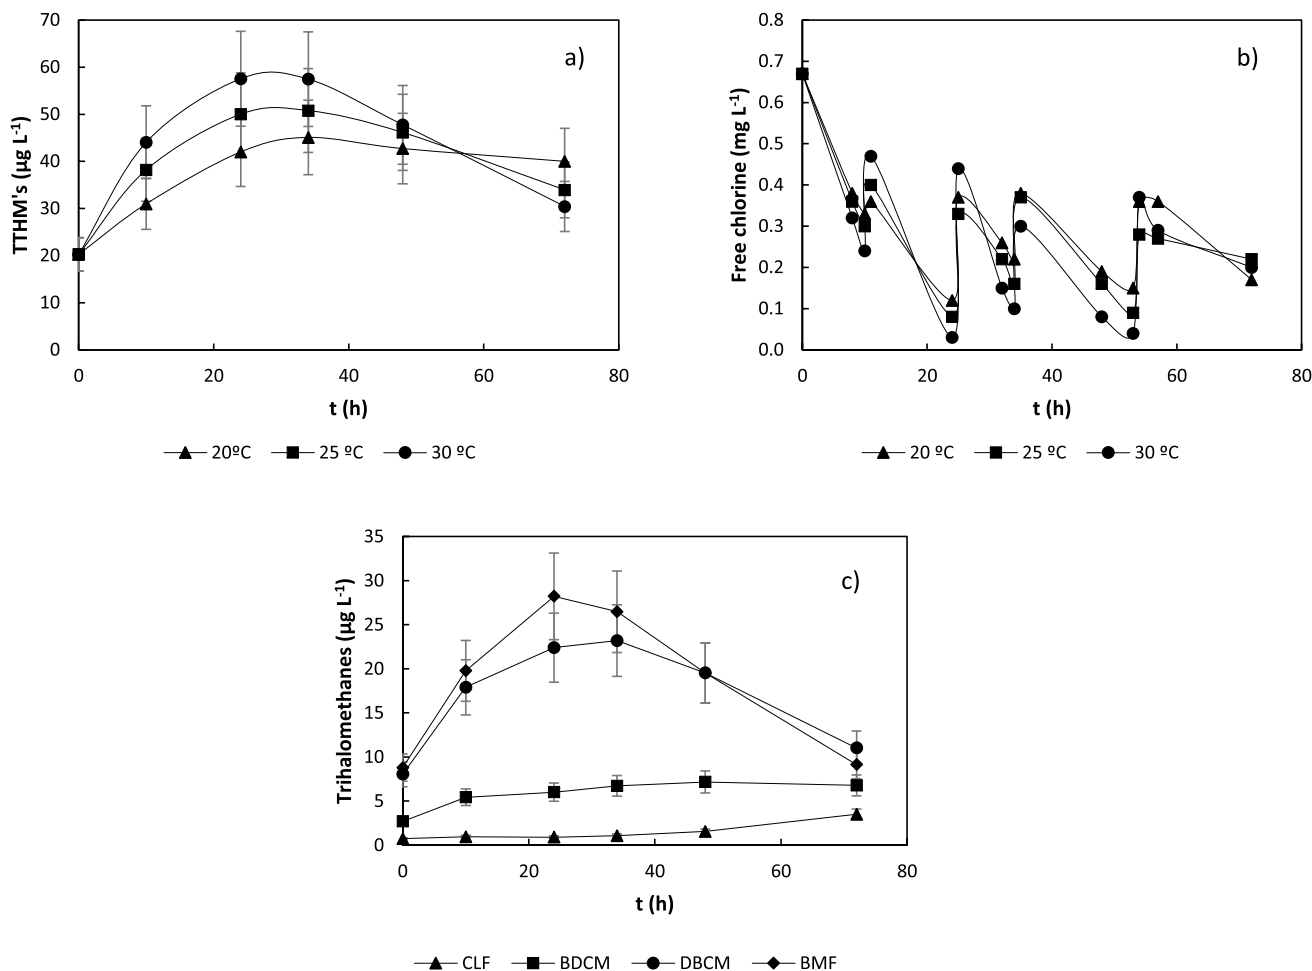 a)
TTHM's (µg L-1)
70
60
50
40
30
20
10
0
0 20 40 60 80
t (h)
20ºC 25 ºC 30 ºC
b)
Free chlorine (mg L-1)
0.8
0.7
0.6
0.5
0.4
0.3
0.2
0.1
0.0
0 20 40 60 80
t (h)
20 ºC 25 ºC 30 ºC
c)
Trihalomethanes (µg L-1)
35
30
25
20
15
10
5
0
0 20 40 60 80
t (h)
CLF BDCM DBCM BMF